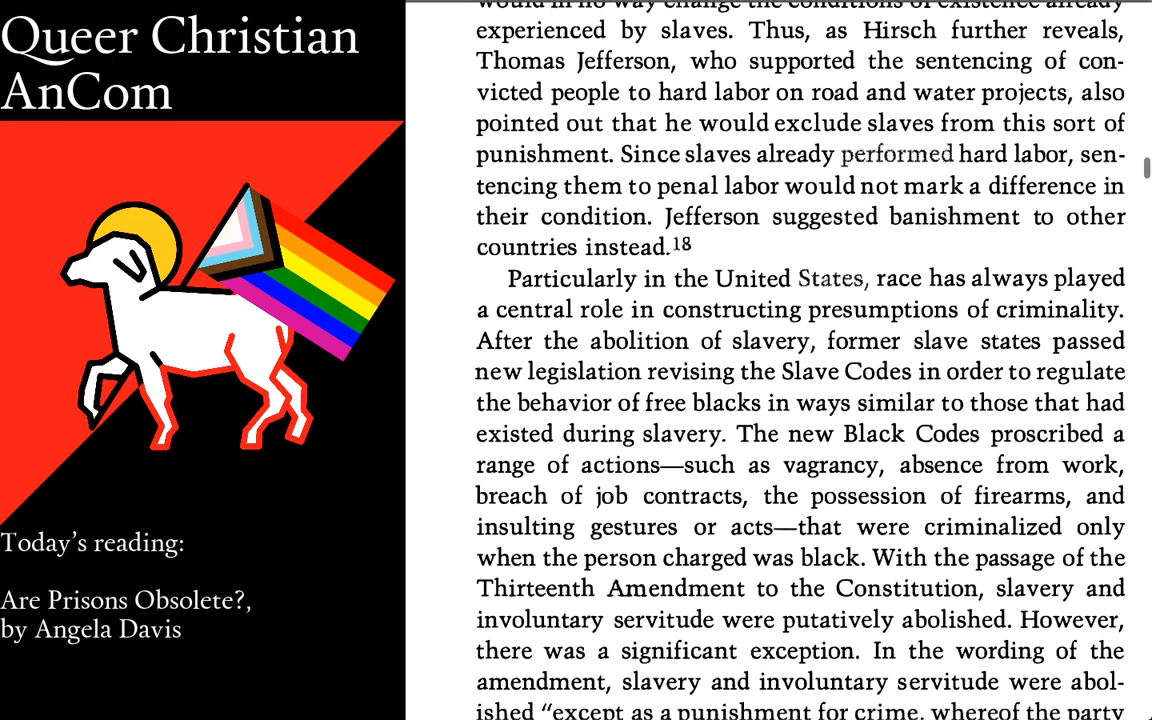 Queer Christian
AnCom
Today's reading:
Are Prisons Obsolete?,
by Angela Davis
would in no way change the conditions of existence already
experienced by slaves. Thus, as Hirsch further reveals,
Thomas Jefferson, who supported the sentencing of con-
victed people to hard labor on road and water projects, also
pointed out that he would exclude slaves from this sort of
punishment. Since slaves already performed hard labor, sen-
tencing them to penal labor would not mark a difference in
their condition. Jefferson suggested banishment to other
countries instead.18
Particularly in the United States, race has always played
a central role in constructing presumptions of criminality.
After the abolition of slavery, former slave states passed
new legislation revising the Slave Codes in order to regulate
the behavior of free blacks in ways similar to those that had
existed during slavery. The new Black Codes proscribed a
range of actions—such as vagrancy, absence from work,
breach of job contracts, the possession of firearms, and
insulting gestures or acts—that were criminalized only
when the person charged was black. With the passage of the
Thirteenth Amendment to the Constitution, slavery and
involuntary servitude were putatively abolished. However,
there was a significant exception. In the wording of the
amendment, slavery and involuntary servitude were abol-
ished “except as a punishment for crime, whereof the party